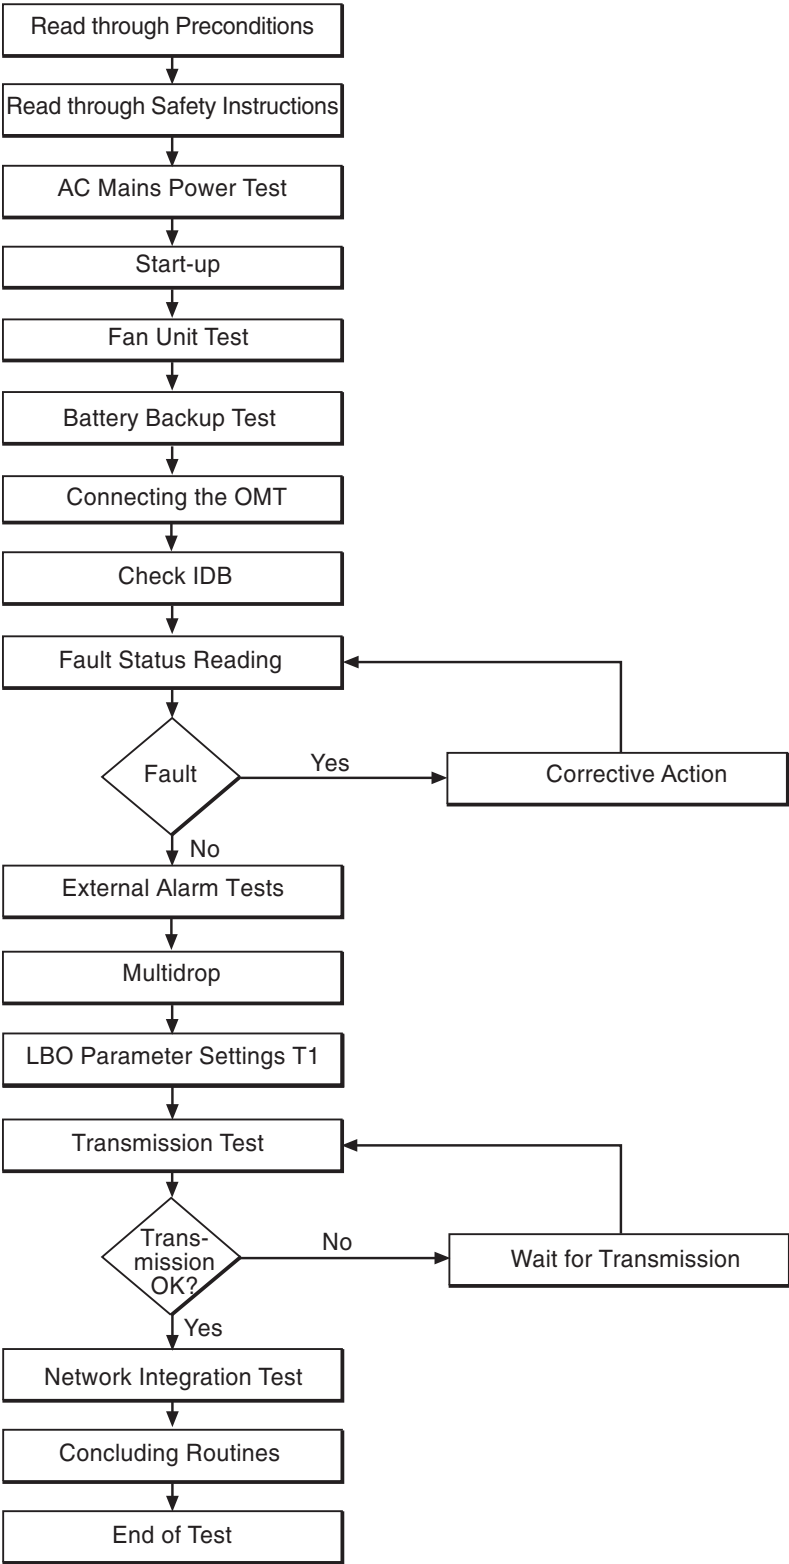 Read through Preconditions
Read through Safety Instructions
AC Mains Power Test
Start-up
Fan Unit Test
Battery Backup Test
Connecting the OMT
Check IDB
Fault Status Reading
Fault
Yes
Corrective Action
No
External Alarm Tests
Multidrop
LBO Parameter Settings T1
Transmission Test
Trans-
mission
OK?
No
Wait for Transmission
Yes
Network Integration Test
Concluding Routines
End of Test